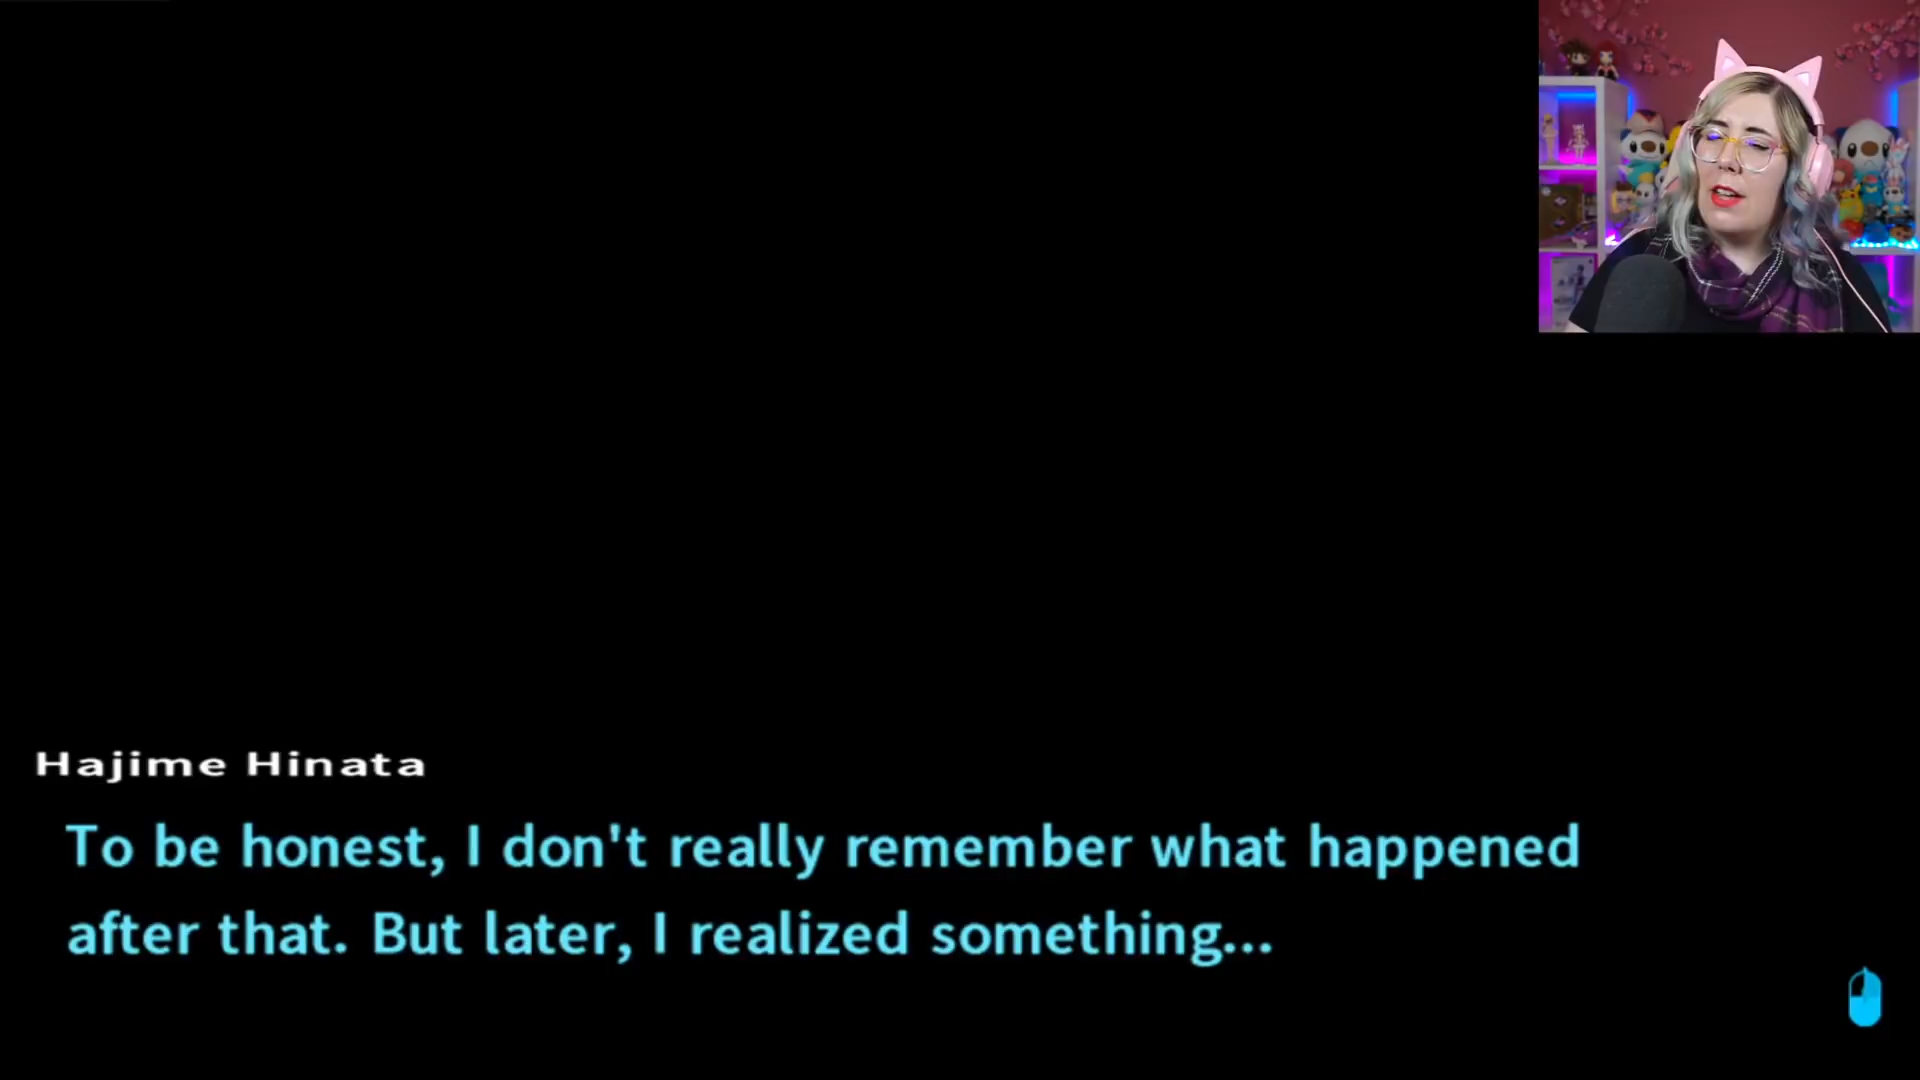 Hajime Hinata
To be honest, I don't really remember what happened
after that. But later, I realized something...